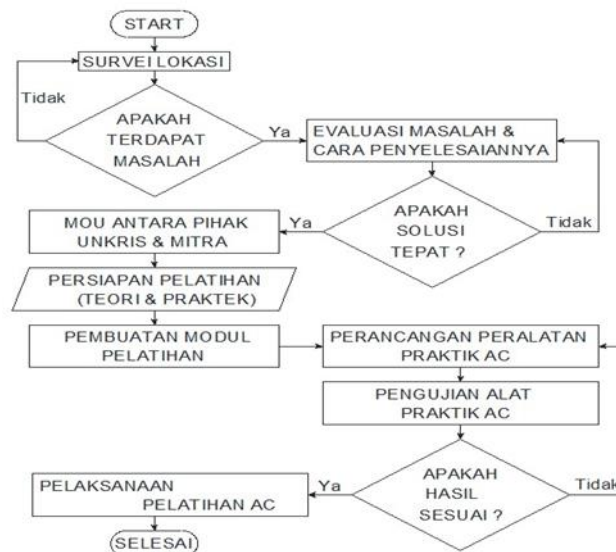 START
SURVEI LOKASI
Tidak
APAKAH
TERDAPAT
MASALAH
Ya
EVALUASI MASALAH &
CARA PENYELESAIANNYA
APAKAH
SOLUSI
TEPAT ?
Tidak
Ya
MOU ANTARA PIHAK
UNKRIS & MITRA
PERSIAPAN PELATIHAN
(TEORI & PRAKTEK)
PEMBUATAN MODUL
PELATIHAN
PERANCANGAN PERALATAN
PRAKTIK AC
PENGUJIAN ALAT
PRAKTIK AC
APAKAH
HASIL
SESUAI ?
Tidak
Ya
PELAKSANAAN
PELATIHAN AC
SELESAI